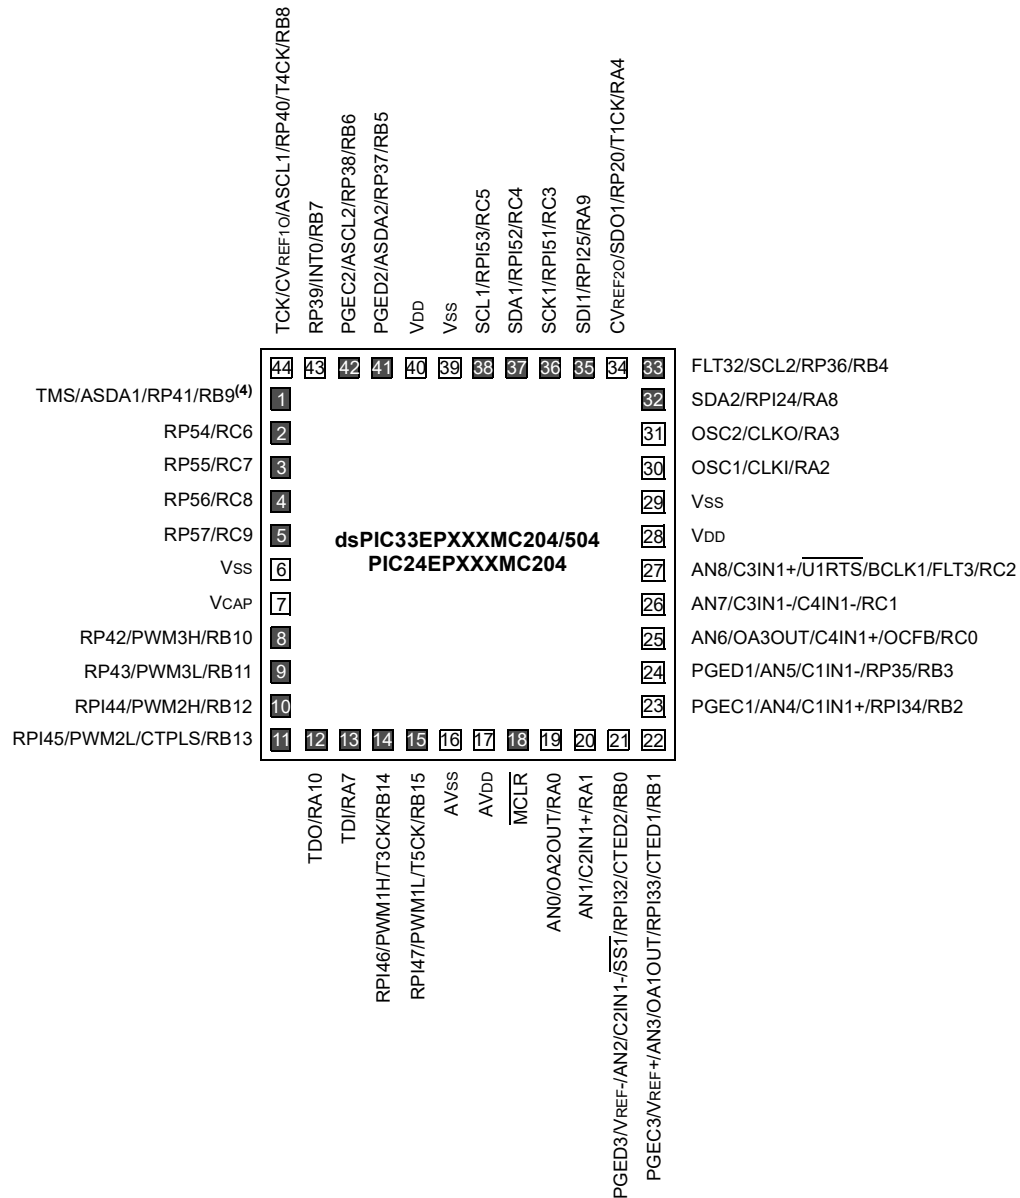 TCK/CVREF1O/ASCL1/RP40/T4CK/RB8
RP39/INT0/RB7
PGEC2/ASCL2/RP38/RB6
PGED2/ASDA2/RP37/RB5
VDD
VSS
SCL1/RPI53/RC5
SDA1/RPI52/RC4
SCK1/RPI51/RC3
SDI1/RPI25/RA9
CVREF2O/SDO1/RP20/T1CK/RA4
44 43 42 41 40 39 38 37 36 35 34 33 FLT32/SCL2/RP36/RB4
TMS/ASDA1/RP41/RB9(4) 1
32 SDA2/RPI24/RA8
RP54/RC6 2
31 OSC2/CLKO/RA3
RP55/RC7 3
30 OSC1/CLKI/RA2
RP56/RC8 4
29 VSS
RP57/RC9 5
dsPIC33EPXXXMC204/504
PIC24EPXXXMC204
28 VDD
VSS 6
27 AN8/C3IN1+/U1RTS/BCLK1/FLT3/RC2
VCAP 7
26 AN7/C3IN1-/C4IN1-/RC1
RP42/PWM3H/RB10 8
25 AN6/OA3OUT/C4IN1+/OCFB/RC0
RP43/PWM3L/RB11 9
24 PGED1/AN5/C1IN1-/RP35/RB3
RPI44/PWM2H/RB12 10
23 PGEC1/AN4/C1IN1+/RPI34/RB2
RPI45/PWM2L/CTPLS/RB13 11 12 13 14 15 16 17 18 19 20 21 22
TDO/RA10
TDI/RA7
RPI46/PWM1H/T3CK/RB14
RPI47/PWM1L/T5CK/RB15
AVSS
AVDD
MCLR
AN0/OA2OUT/RA0
AN1/C2IN1+/RA1
PGED3/VREF-/AN2/C2IN1-/SS1/RPI32/CTED2/RB0
PGEC3/VREF+/AN3/OA1OUT/RPI33/CTED1/RB1